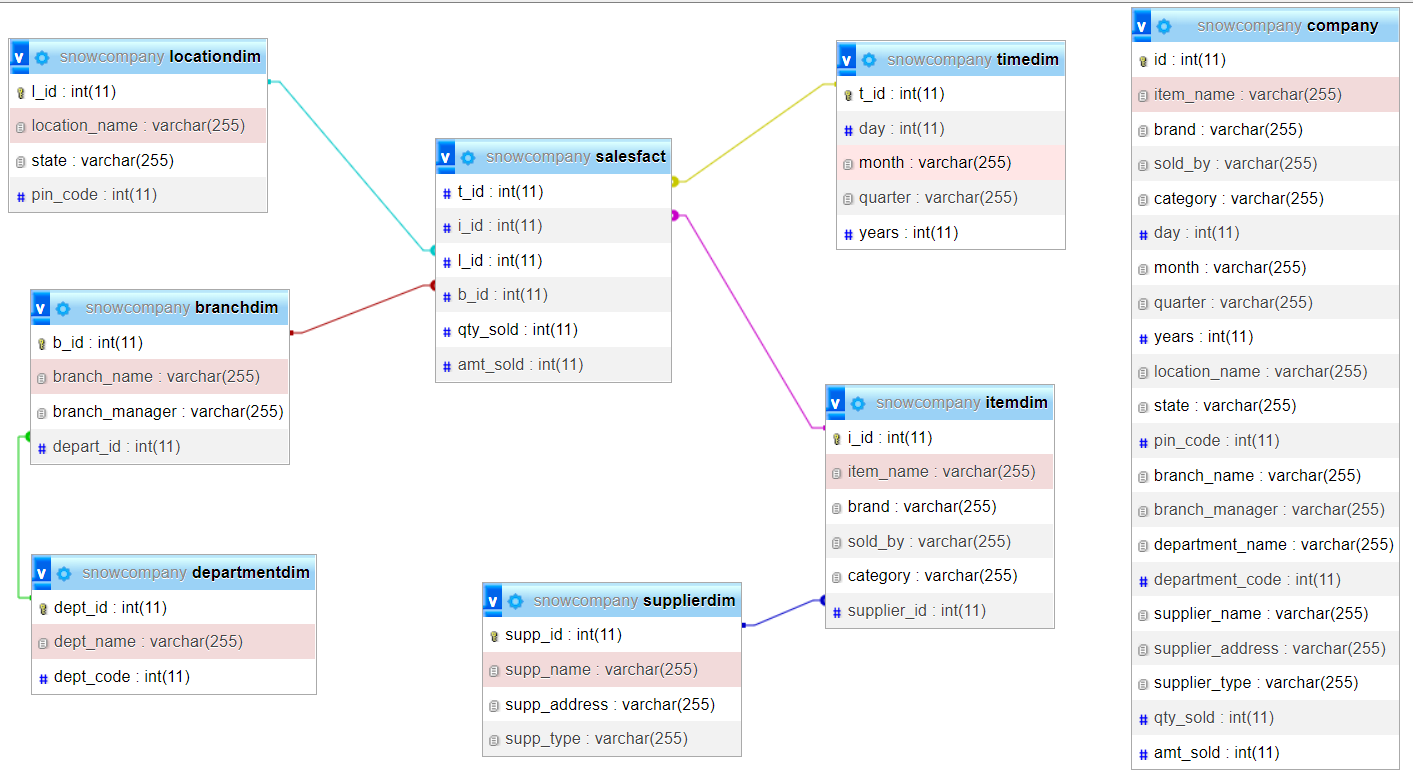 v snowcompany locationdim
l_id : int(11)
location_name : varchar(255)
state : varchar(255)
# pin_code : int(11)
v snowcompany branchdim
b_id : int(11)
branch_name : varchar(255)
branch_manager : varchar(255)
# depart_id : int(11)
v snowcompany departmentdim
dept_id : int(11)
dept_name : varchar(255)
# dept_code : int(11)
v snowcompany salesfact
# t_id : int(11)
# i_id : int(11)
# l_id : int(11)
# b_id : int(11)
# qty_sold : int(11)
# amt_sold : int(11)
v snowcompany supplierdim
supp_id : int(11)
supp_name : varchar(255)
supp_address : varchar(255)
supp_type : varchar(255)
v snowcompany timedim
t_id : int(11)
# day : int(11)
month : varchar(255)
quarter : varchar(255)
# years : int(11)
v snowcompany itemdim
i_id : int(11)
item_name : varchar(255)
brand : varchar(255)
sold_by : varchar(255)
category : varchar(255)
# supplier_id : int(11)
v snowcompany company
id : int(11)
item_name : varchar(255)
brand : varchar(255)
sold_by : varchar(255)
category : varchar(255)
# day : int(11)
month : varchar(255)
quarter : varchar(255)
# years : int(11)
location_name : varchar(255)
state : varchar(255)
# pin_code : int(11)
branch_name : varchar(255)
branch_manager : varchar(255)
department_name : varchar(255)
# department_code : int(11)
supplier_name : varchar(255)
supplier_address : varchar(255)
supplier_type : varchar(255)
# qty_sold : int(11)
# amt_sold : int(11)